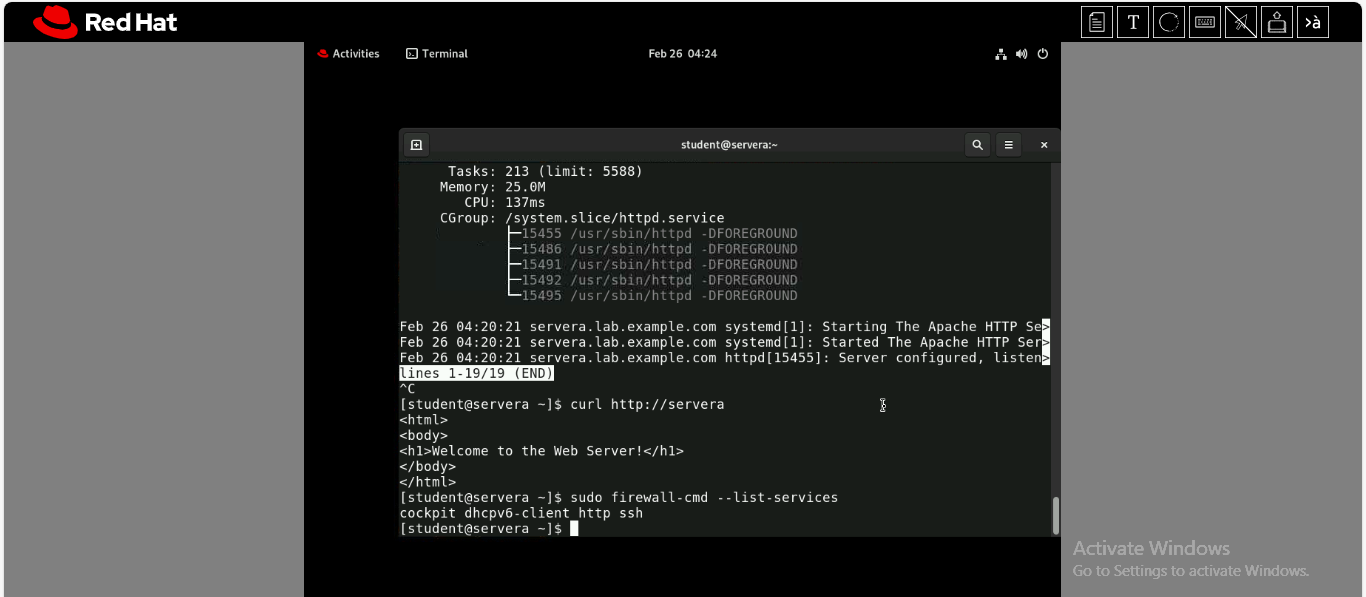 Red Hat
T
>à
Activities
Terminal
Feb 26 04:24
student@servera:~
Tasks: 213 (limit: 5588)
Memory: 25.0M
CPU: 137ms
CGroup: /system.slice/httpd.service
├─15455 /usr/sbin/httpd -DFOREGROUND
├─15486 /usr/sbin/httpd -DFOREGROUND
├─15491 /usr/sbin/httpd -DFOREGROUND
├─15492 /usr/sbin/httpd -DFOREGROUND
└─15495 /usr/sbin/httpd -DFOREGROUND
Feb 26 04:20:21 servera.lab.example.com systemd[1]: Starting The Apache HTTP Se>
Feb 26 04:20:21 servera.lab.example.com systemd[1]: Started The Apache HTTP Ser>
Feb 26 04:20:21 servera.lab.example.com httpd[15455]: Server configured, listen>
lines 1-19/19 (END)
^C
[student@servera ~]$ curl http://servera
<html>
<body>
<h1>Welcome to the Web Server!</h1>
</body>
</html>
[student@servera ~]$ sudo firewall-cmd --list-services
cockpit dhcpv6-client http ssh
[student@servera ~]$
Activate Windows
Go to Settings to activate Windows.